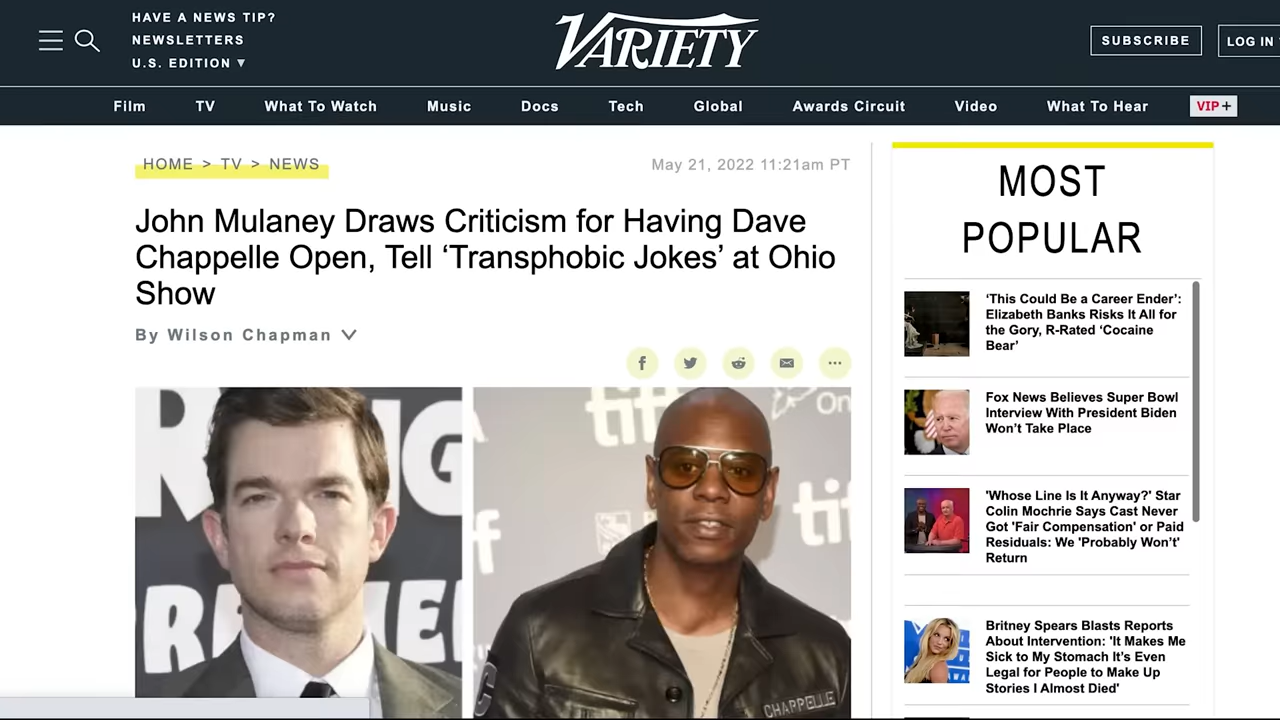 HAVE A NEWS TIP?
NEWSLETTERS
U.S. EDITION ▼
VARIETY
SUBSCRIBE
LOG IN
Film TV What To Watch Music Docs Tech Global Awards Circuit Video What To Hear VIP+
HOME > TV > NEWS
May 21, 2022 11:21am PT
John Mulaney Draws Criticism for Having Dave
Chappelle Open, Tell ‘Transphobic Jokes’ at Ohio
Show
By Wilson Chapman
MOST
POPULAR
‘This Could Be a Career Ender’:
Elizabeth Banks Risks It All for
the Gory, R-Rated ‘Cocaine
Bear’
Fox News Believes Super Bowl
Interview With President Biden
Won’t Take Place
'Whose Line Is It Anyway?' Star
Colin Mochrie Says Cast Never
Got 'Fair Compensation' or Paid
Residuals: We 'Probably Won’t'
Return
Britney Spears Blasts Reports
About Intervention: 'It Makes Me
Sick to My Stomach It’s Even
Legal for People to Make Up
Stories I Almost Died'
tiff
On
tif
CHAPPELLE